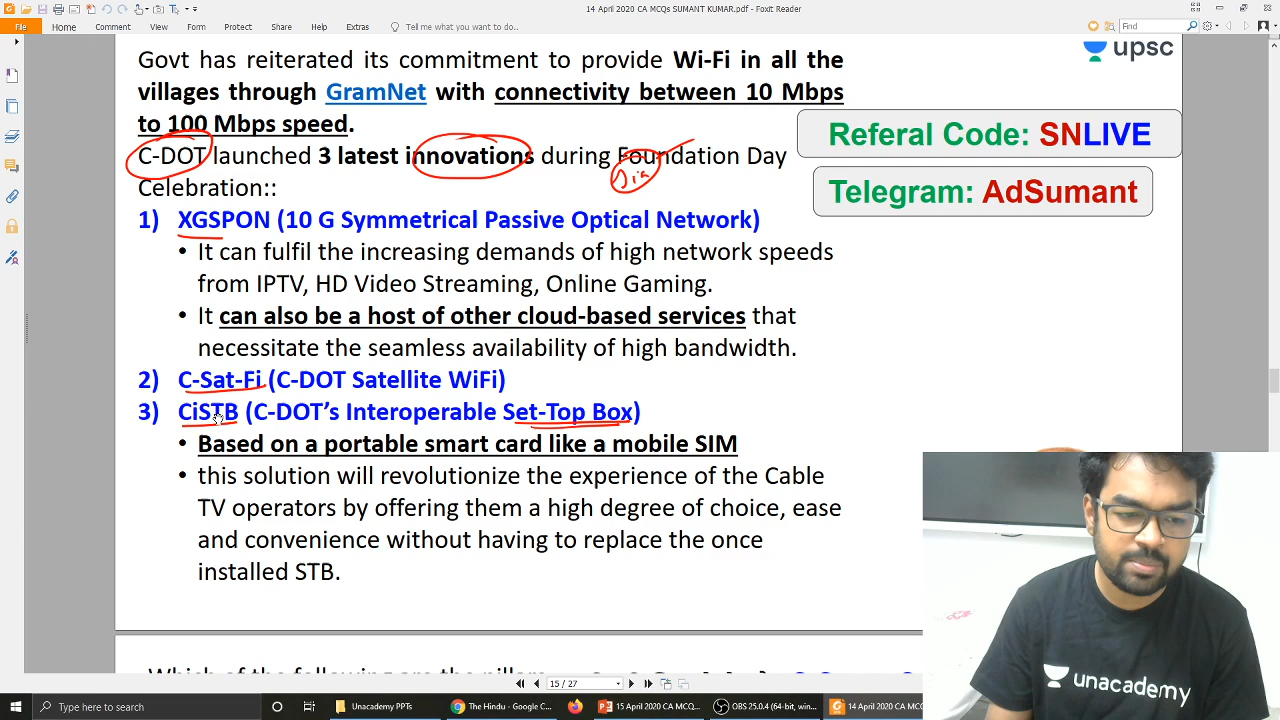 14 April 2020 CA MCQs SUMANT KUMAR.pdf - Foxit Reader
File Home Comment View Form Protect Share Help Extras Tell me what you want to do... Find
Govt has reiterated its commitment to provide Wi-Fi in all the
villages through GramNet with connectivity between 10 Mbps
to 100 Mbps speed.
C-DOT launched 3 latest innovations during Foundation Day
Celebration::
upsc
Referal Code: SNLIVE
Telegram: AdSumant
1) XGSPON (10 G Symmetrical Passive Optical Network)
• It can fulfil the increasing demands of high network speeds
from IPTV, HD Video Streaming, Online Gaming.
• It can also be a host of other cloud-based services that
necessitate the seamless availability of high bandwidth.
2) C-Sat-Fi (C-DOT Satellite WiFi)
3) CiSTB (C-DOT’s Interoperable Set-Top Box)
• Based on a portable smart card like a mobile SIM
• this solution will revolutionize the experience of the Cable
TV operators by offering them a high degree of choice, ease
and convenience without having to replace the once
installed STB.
unacademy
15 / 27
Type here to search
Unacademy PPTs
The Hindu - Google C...
15 April 2020 CA MC...
OBS 25.0.4 (64-bit, win...
14 April 2020 CA MC...